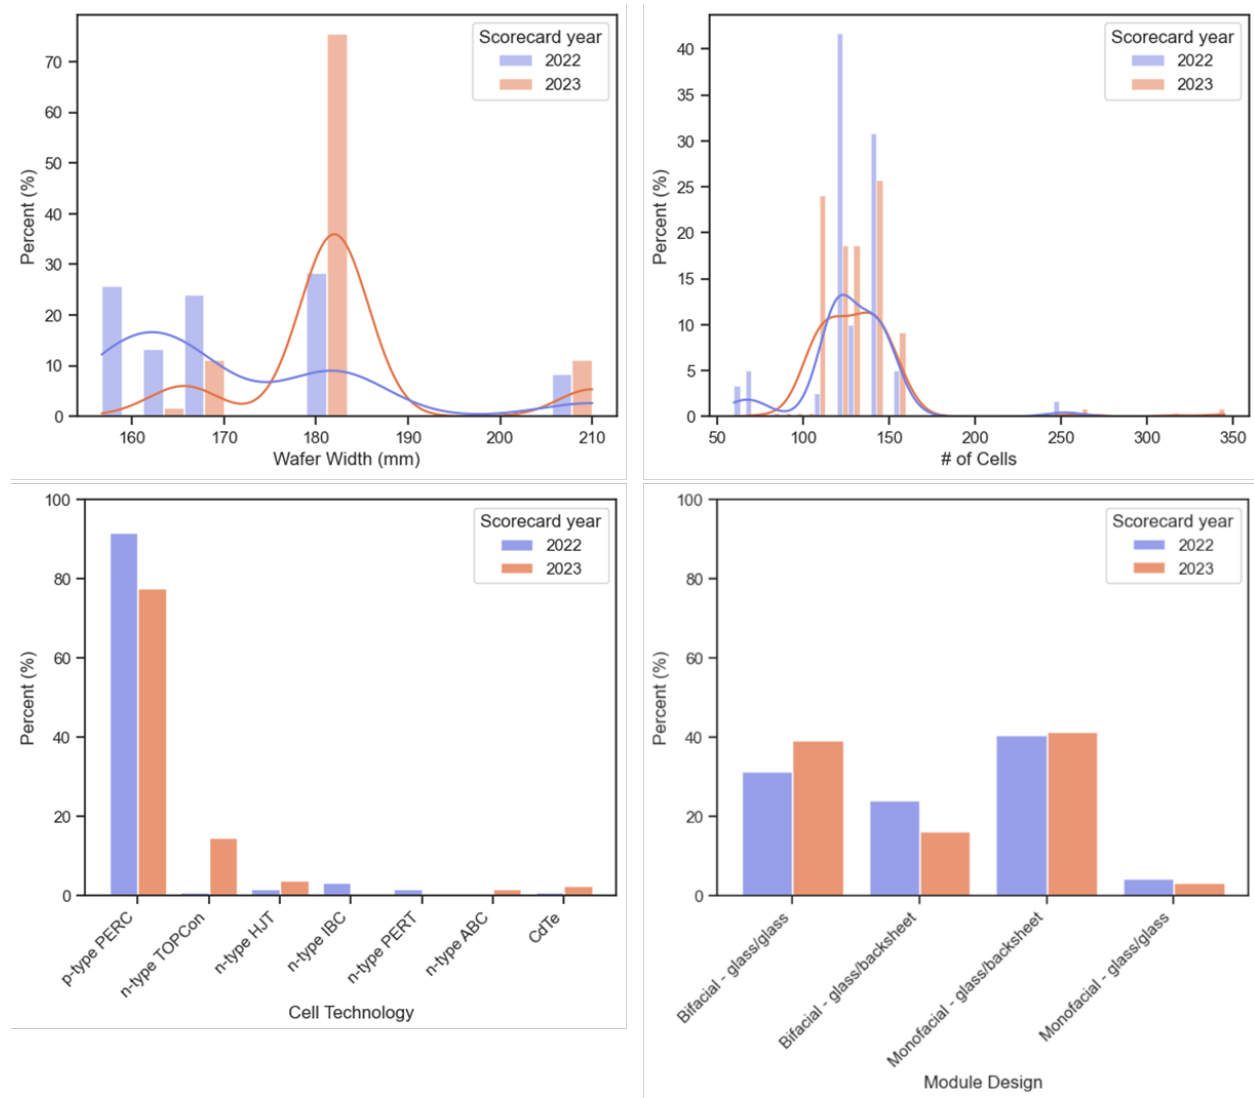 Scorecard year
2022
2023
70
60
50
40
30
20
10
0
Percent (%)
160 170 180 190 200 210
Wafer Width (mm)
Scorecard year
2022
2023
40
35
30
25
20
15
10
5
0
Percent (%)
50 100 150 200 250 300 350
# of Cells
Scorecard year
2022
2023
100
80
60
40
20
0
Percent (%)
p-type PERC
n-type TOPCon
n-type HJT
n-type IBC
n-type PERT
n-type ABC
CdTe
Cell Technology
Scorecard year
2022
2023
100
80
60
40
20
0
Percent (%)
Bifacial - glass/glass
Bifacial - glass/backsheet
Monofacial - glass/backsheet
Monofacial - glass/glass
Module Design